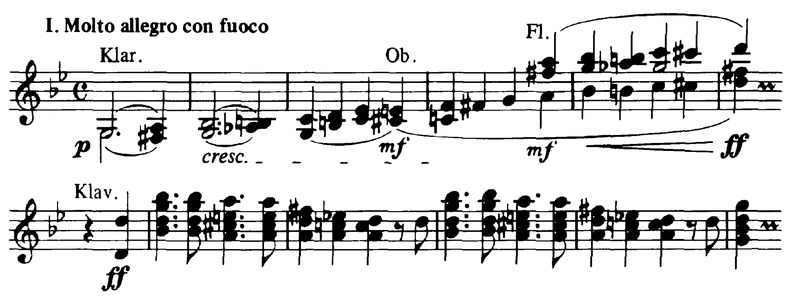 I. Molto allegro con fuoco
Fl.
Klar.
Ob.
p
cresc.
mf
mf
ff
Klav.
ff